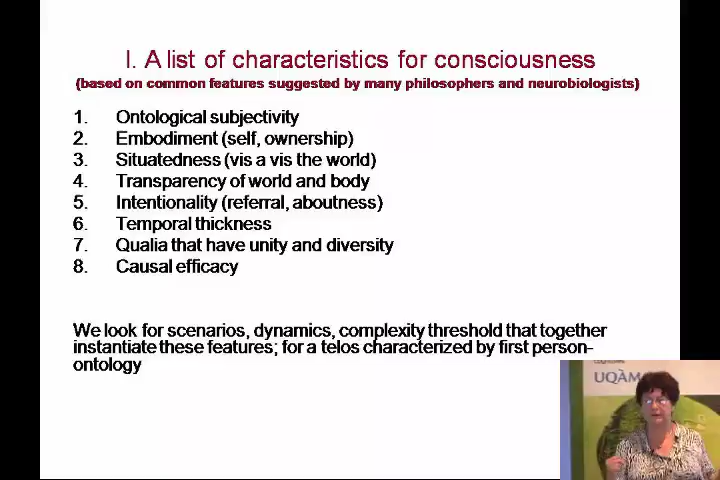 I. A list of characteristics for consciousness
(based on common features suggested by many philosophers and neurobiologists)
1. Ontological subjectivity
2. Embodiment (self, ownership)
3. Situatedness (vis a vis the world)
4. Transparency of world and body
5. Intentionality (referral, aboutness)
6. Temporal thickness
7. Qualia that have unity and diversity
8. Causal efficacy
We look for scenarios, dynamics, complexity threshold that together
instantiate these features; for a telos characterized by first person-
ontology
UQÀM